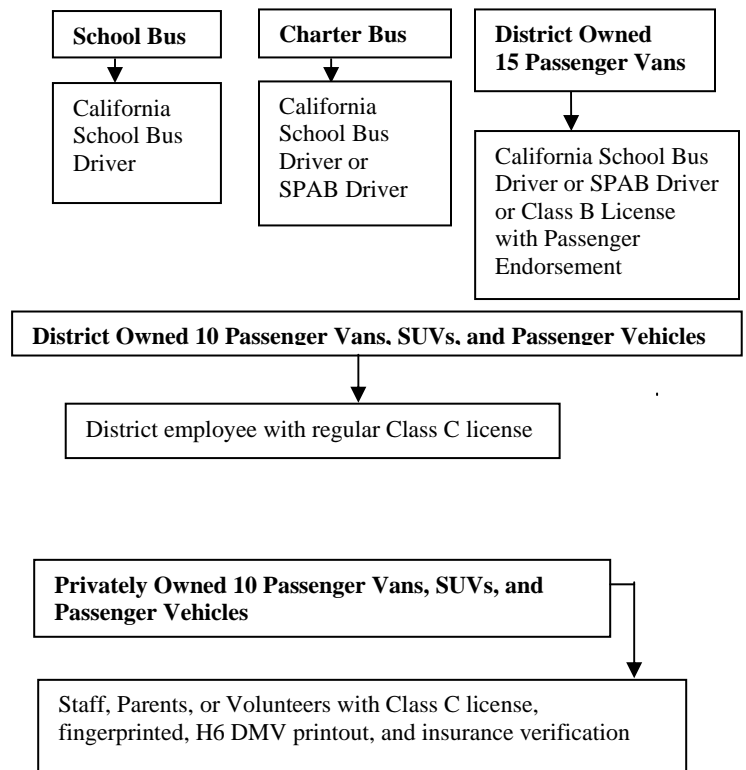 School Bus
California
School Bus
Driver
Charter Bus
California
School Bus
Driver or
SPAB Driver
District Owned
15 Passenger Vans
California School Bus
Driver or SPAB Driver
or Class B License
with Passenger
Endorsement
District Owned 10 Passenger Vans, SUVs, and Passenger Vehicles
District employee with regular Class C license
Privately Owned 10 Passenger Vans, SUVs, and
Passenger Vehicles
Staff, Parents, or Volunteers with Class C license,
fingerprinted, H6 DMV printout, and insurance verification